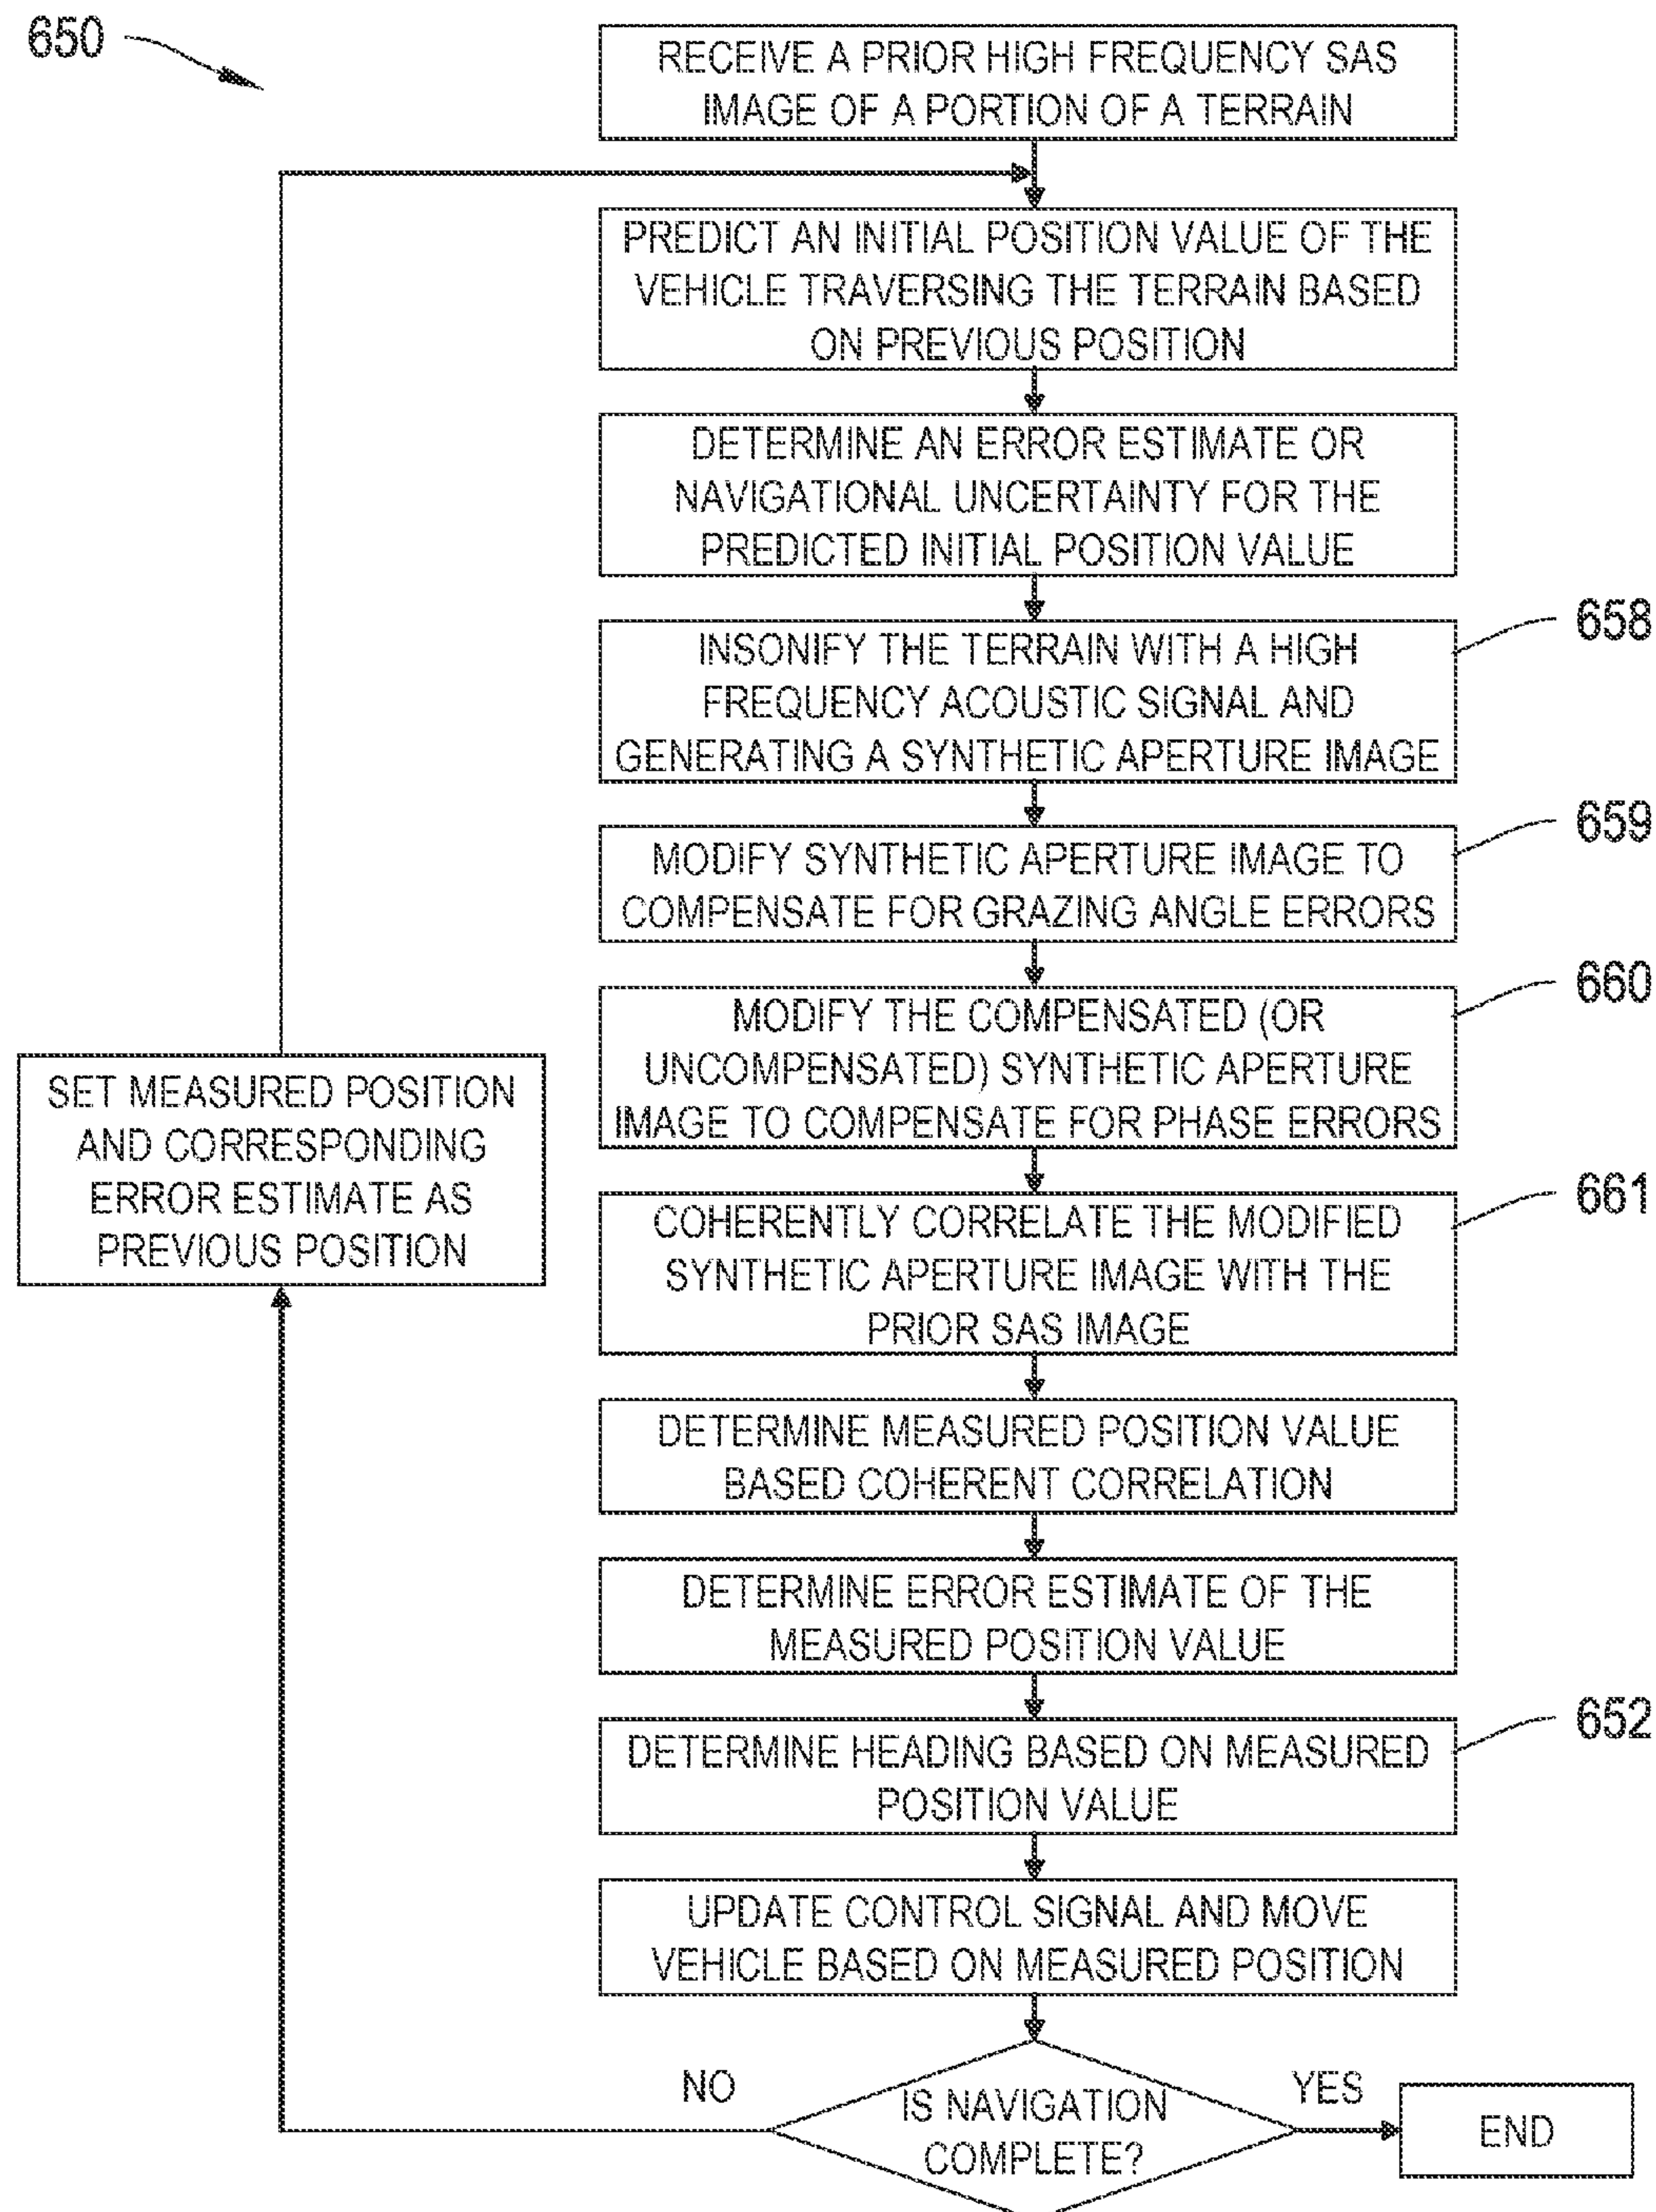 650
RECEIVE A PRIOR HIGH FREQUENCY SAS
IMAGE OF A PORTION OF A TERRAIN
PREDICT AN INITIAL POSITION VALUE OF THE
VEHICLE TRAVERSING THE TERRAIN BASED
ON PREVIOUS POSITION
DETERMINE AN ERROR ESTIMATE OR
NAVIGATIONAL UNCERTAINTY FOR THE
PREDICTED INITIAL POSITION VALUE
INSONIFY THE TERRAIN WITH A HIGH
FREQUENCY ACOUSTIC SIGNAL AND
GENERATING A SYNTHETIC APERTURE IMAGE
658
MODIFY SYNTHETIC APERTURE IMAGE TO
COMPENSATE FOR GRAZING ANGLE ERRORS
659
MODIFY THE COMPENSATED (OR
UNCOMPENSATED) SYNTHETIC APERTURE
IMAGE TO COMPENSATE FOR PHASE ERRORS
660
COHERENTLY CORRELATE THE MODIFIED
SYNTHETIC APERTURE IMAGE WITH THE
PRIOR SAS IMAGE
661
DETERMINE MEASURED POSITION VALUE
BASED COHERENT CORRELATION
DETERMINE ERROR ESTIMATE OF THE
MEASURED POSITION VALUE
DETERMINE HEADING BASED ON MEASURED
POSITION VALUE
652
UPDATE CONTROL SIGNAL AND MOVE
VEHICLE BASED ON MEASURED POSITION
IS NAVIGATION
COMPLETE?
NO
YES
END
SET MEASURED POSITION
AND CORRESPONDING
ERROR ESTIMATE AS
PREVIOUS POSITION